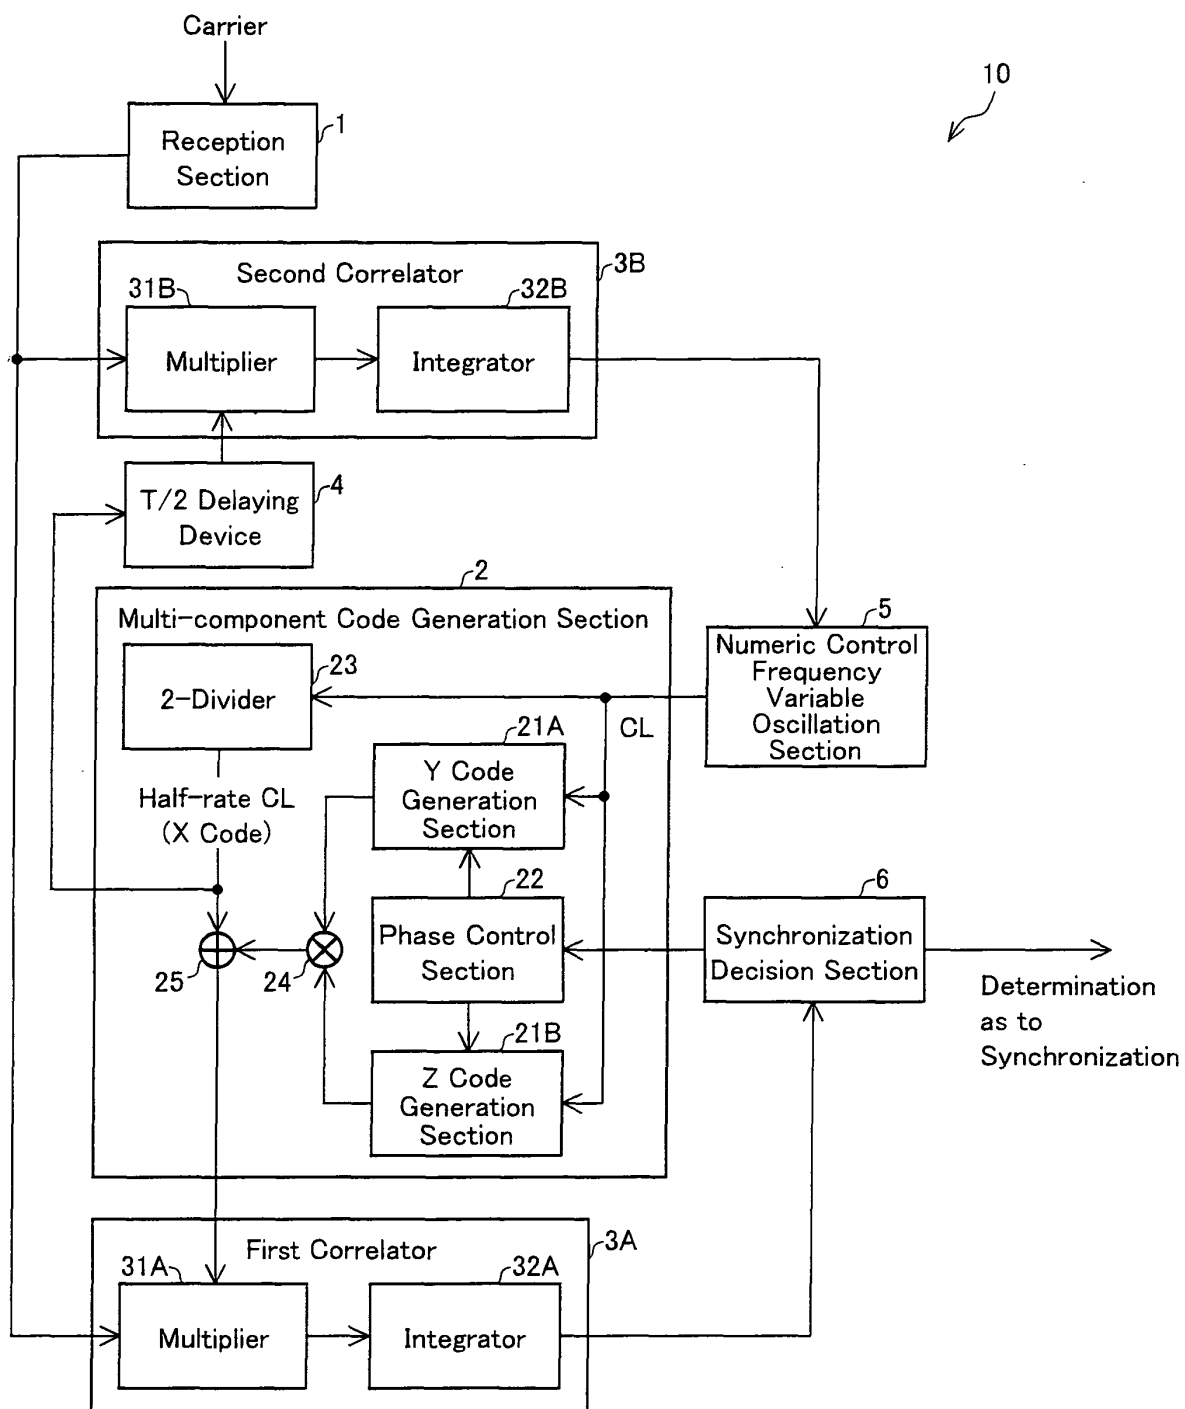 Carrier
10
1
Reception
Section
3B
Second Correlator
31B
32B
Multiplier
Integrator
4
T/2 Delaying
Device
2
Multi-component Code Generation Section
5
Numeric Control
Frequency
Variable
Oscillation
Section
23
2-Divider
CL
21A
Y Code
Generation
Section
Half-rate CL
(X Code)
22
Phase Control
Section
6
Synchronization
Decision Section
25
24
Determination
as to
Synchronization
21B
Z Code
Generation
Section
3A
First Correlator
31A
32A
Multiplier
Integrator